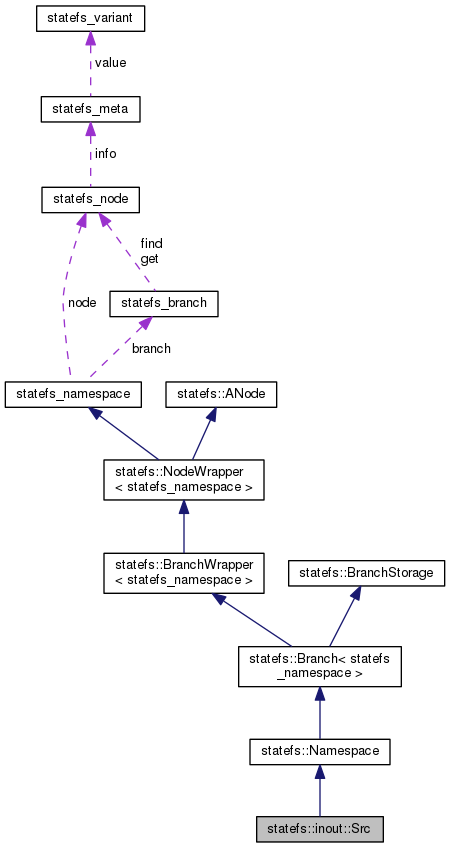 statefs_variant
value
statefs_meta
info
statefs_node
find
get
node
statefs_branch
branch
statefs_namespace
statefs::ANode
statefs::NodeWrapper
< statefs_namespace >
statefs::BranchWrapper
< statefs_namespace >
statefs::BranchStorage
statefs::Branch< statefs
_namespace >
statefs::Namespace
statefs::inout::Src